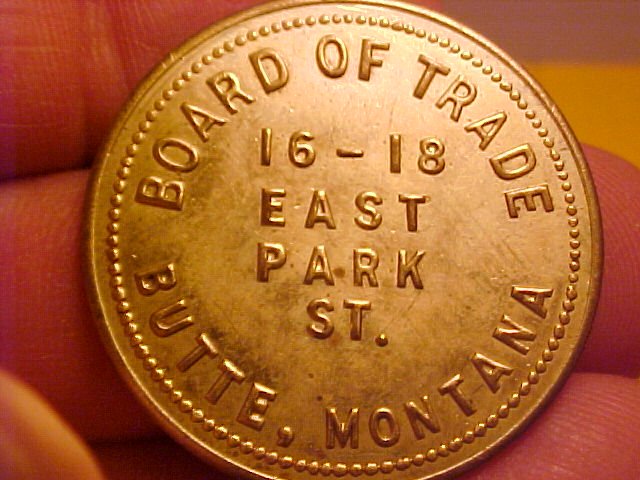 BOARD OF TRADE
16-18
EAST
PARK
ST.
BUTTE, MONTANA